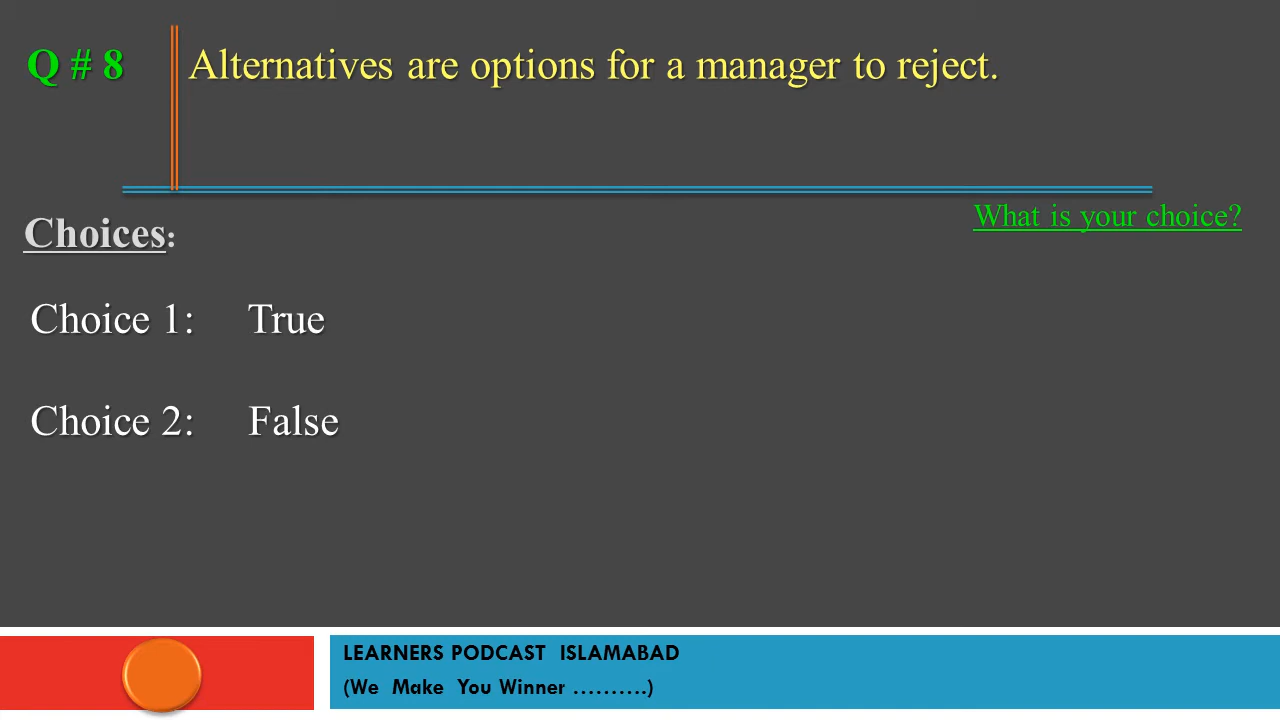 Q # 8 Alternatives are options for a manager to reject.
What is your choice?
Choices:
Choice 1: True
Choice 2: False
LEARNERS PODCAST ISLAMABAD
(We Make You Winner ……….)